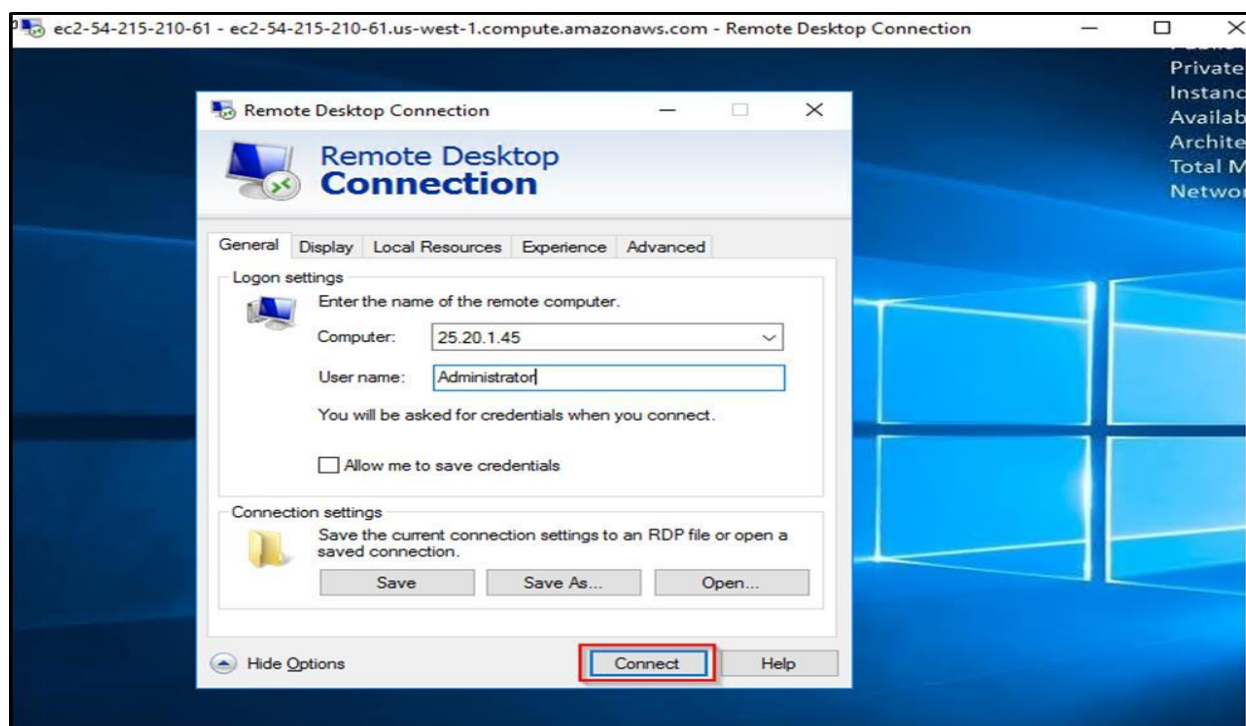 ec2-54-215-210-61 - ec2-54-215-210-61.us-west-1.compute.amazonaws.com - Remote Desktop Connection
Private
Instanc
Availab
Archite
Total M
Networ
Remote Desktop Connection
Remote Desktop
Connection
General Display Local Resources Experience Advanced
Logon settings
Enter the name of the remote computer.
Computer: 25.20.1.45
User name: Administrator
You will be asked for credentials when you connect.
Allow me to save credentials
Connection settings
Save the current connection settings to an RDP file or open a
saved connection.
Save Save As... Open...
Hide Options Connect Help